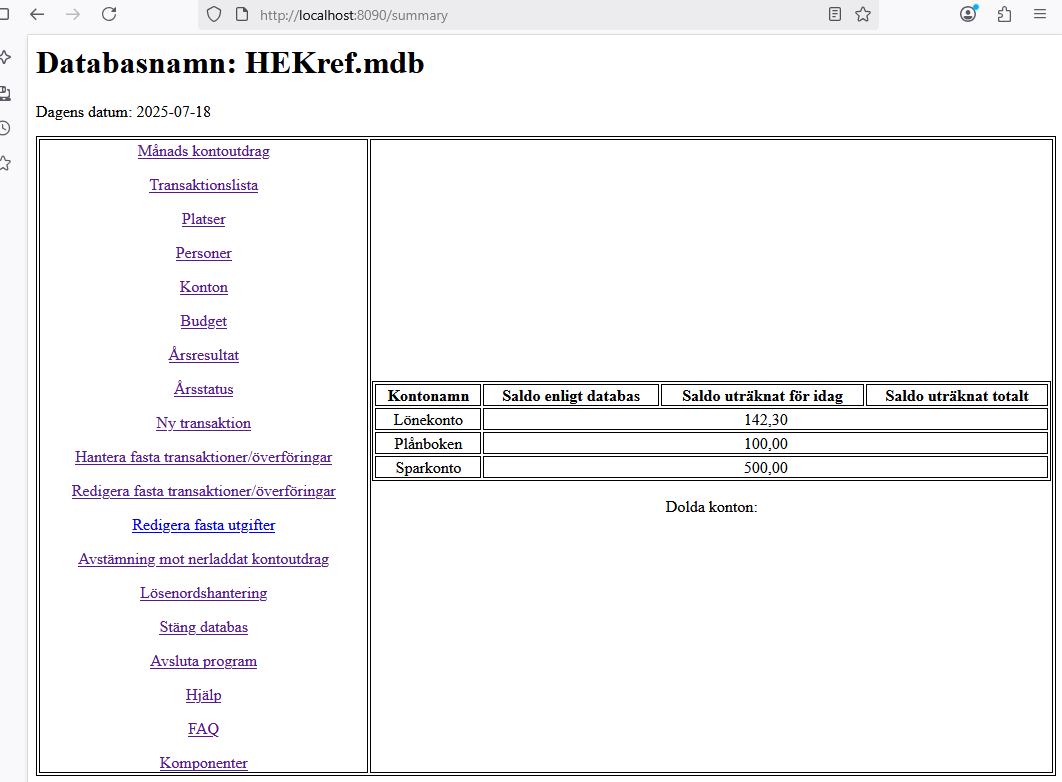 http://localhost:8090/summary
Databasnamn: HEKref.mdb
Dagens datum: 2025-07-18
Månads kontoutdrag
Transaktionslista
Platser
Personer
Konton
Budget
Årsresultat
Årsstatus
Ny transaktion
Hantera fasta transaktioner/överföringar
Redigera fasta transaktioner/överföringar
Redigera fasta utgifter
Avstämning mot nerladdat kontoutdrag
Lösenordshantering
Stäng databas
Avsluta program
Hjälp
FAQ
Komponenter
Kontonamn Saldo enligt databas Saldo uträknat för idag Saldo uträknat totalt
Lönekonto 142,30
Plånboken 100,00
Sparkonto 500,00
Dolda konton: